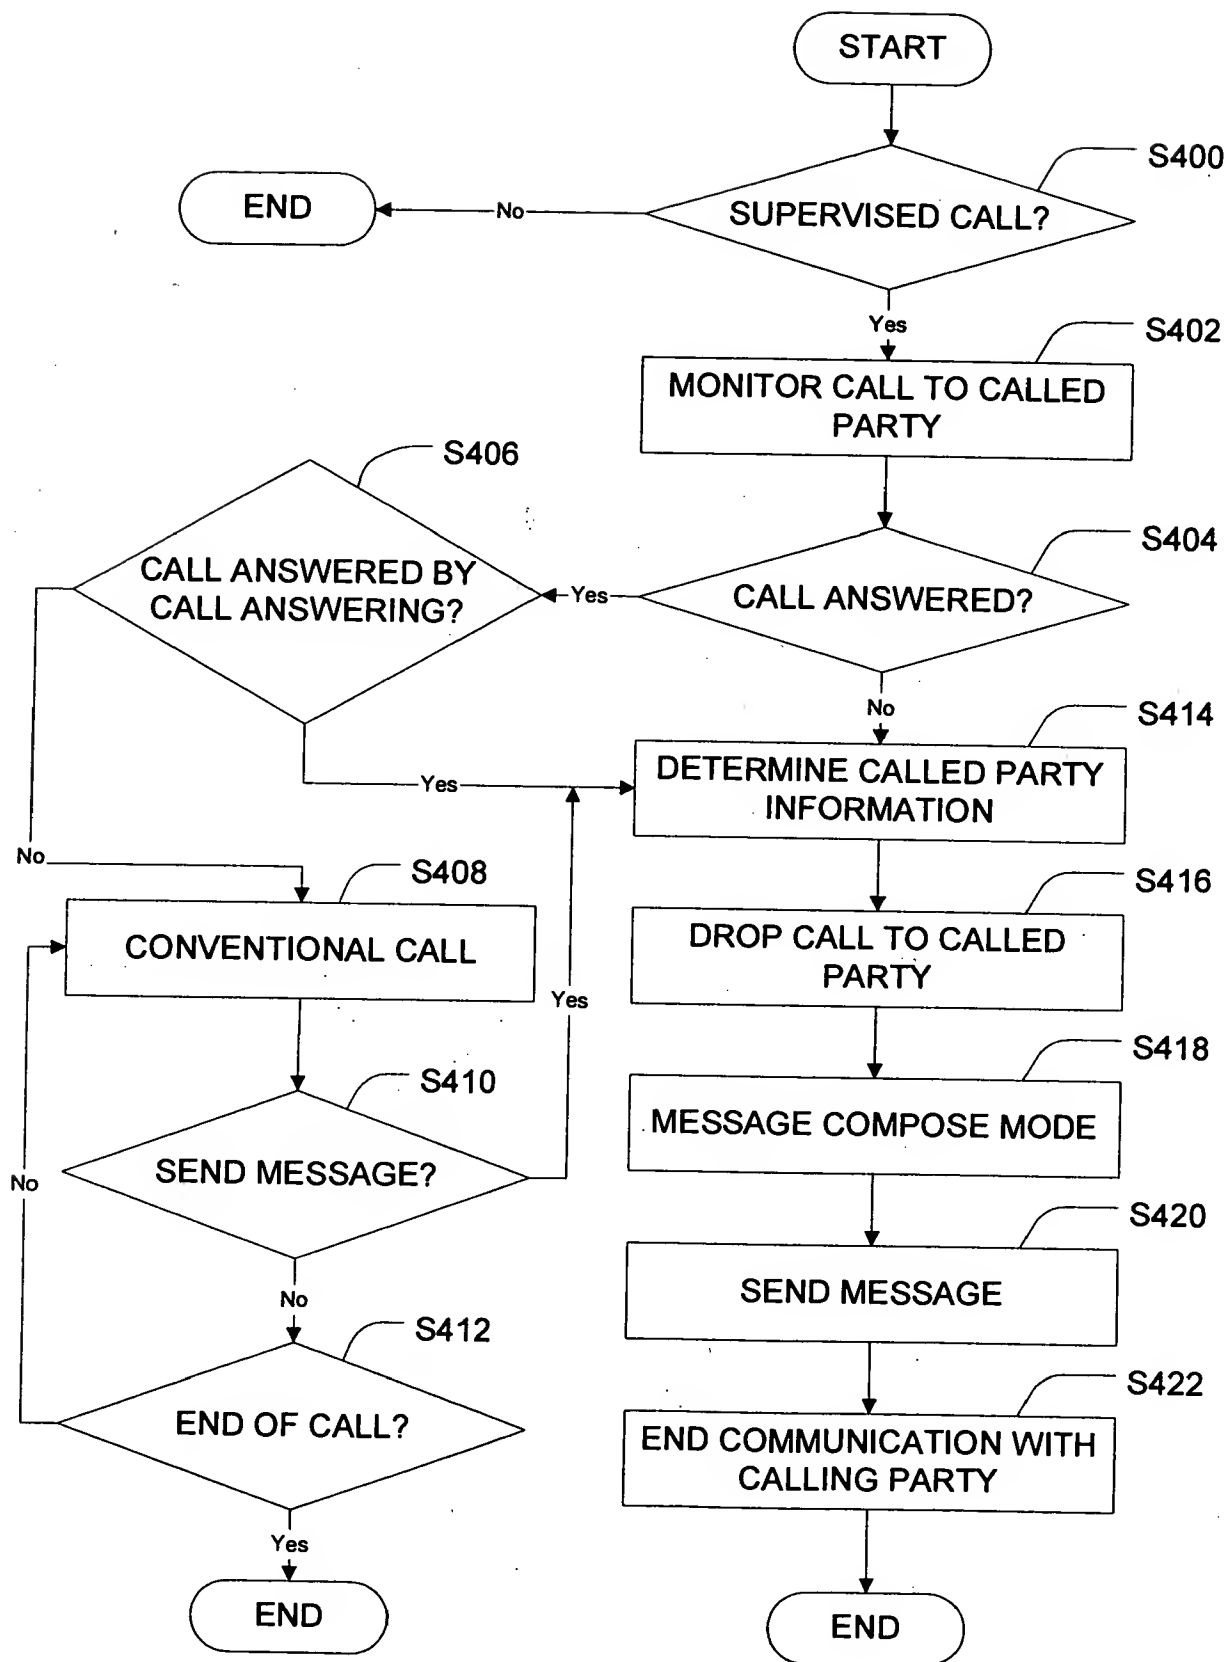 START
S400
END
No
SUPERVISED CALL?
Yes
S402
MONITOR CALL TO CALLED
PARTY
S406
S404
CALL ANSWERED BY
CALL ANSWERING?
Yes
CALL ANSWERED?
No
S414
Yes
DETERMINE CALLED PARTY
INFORMATION
No
S408
S416
CONVENTIONAL CALL
DROP CALL TO CALLED
PARTY
Yes
S418
S410
MESSAGE COMPOSE MODE
SEND MESSAGE?
No
S420
No
SEND MESSAGE
S412
S422
END OF CALL?
END COMMUNICATION WITH
CALLING PARTY
Yes
END
END